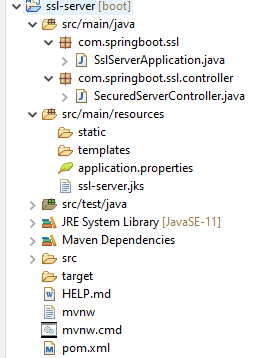 ssl-server [boot]
src/main/java
com.springboot.ssl
SslServerApplication.java
com.springboot.ssl.controller
SecuredServerController.java
src/main/resources
static
templates
application.properties
ssl-server.jks
src/test/java
JRE System Library [JavaSE-11]
Maven Dependencies
src
target
HELP.md
mvnw
mvnw.cmd
pom.xml